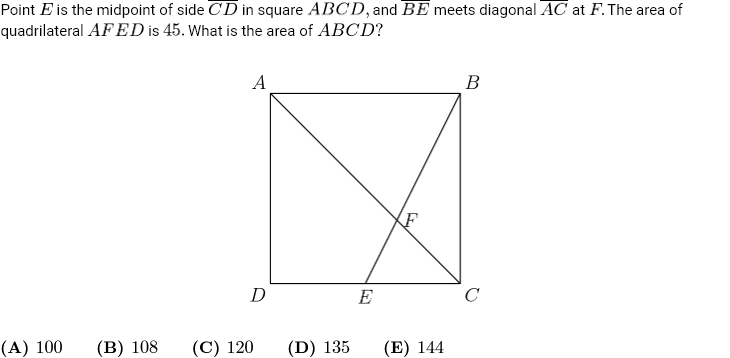 Point E is the midpoint of side CD in square ABCD, and BE meets diagonal AC at F. The area of
quadrilateral AFED is 45. What is the area of ABCD?
A B
F
D E C
(A) 100 (B) 108 (C) 120 (D) 135 (E) 144